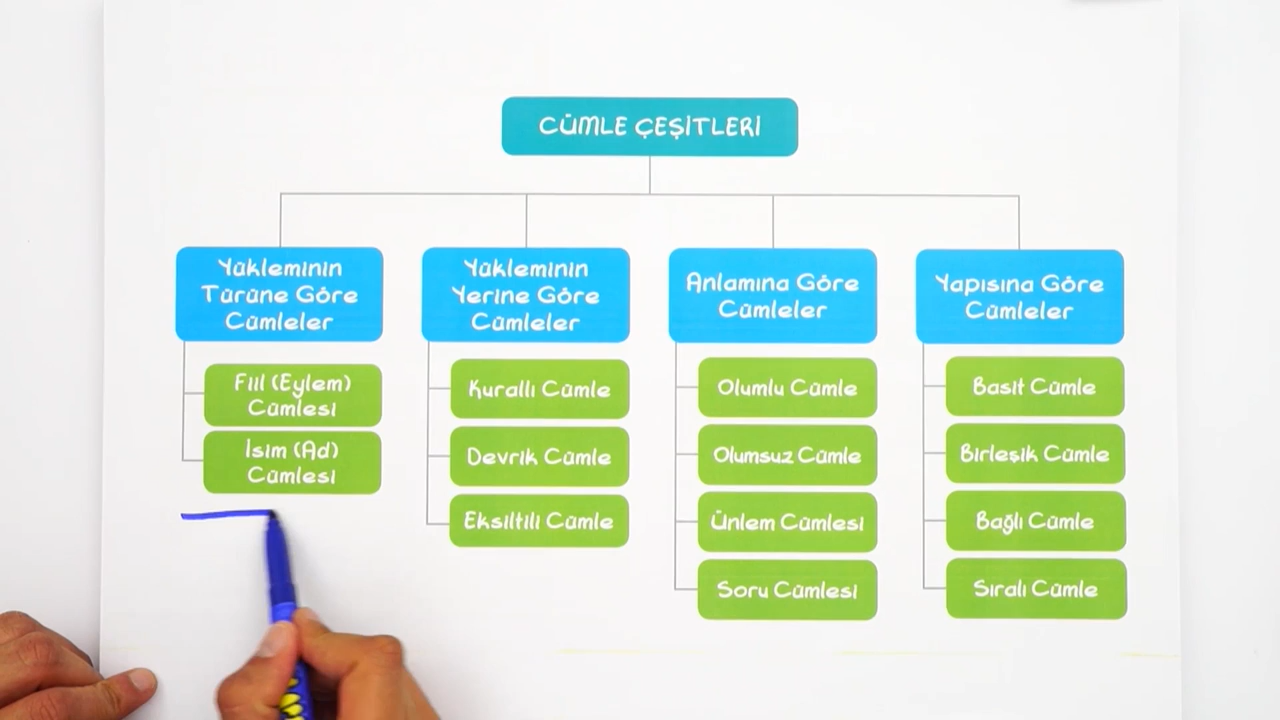 CÜMLE ÇEŞİTLERİ
Yükleminin
Türüne Göre
Cümleler
Fiil (Eylem)
Cümlesi
İsim (Ad)
Cümlesi
Yükleminin
Yerine Göre
Cümleler
Kurallı Cümle
Devrik Cümle
Eksiltili Cümle
Anlamına Göre
Cümleler
Olumlu Cümle
Olumsuz Cümle
Ünlem Cümlesi
Soru Cümlesi
Yapısına Göre
Cümleler
Basit Cümle
Birleşik Cümle
Bağlı Cümle
Sıralı Cümle